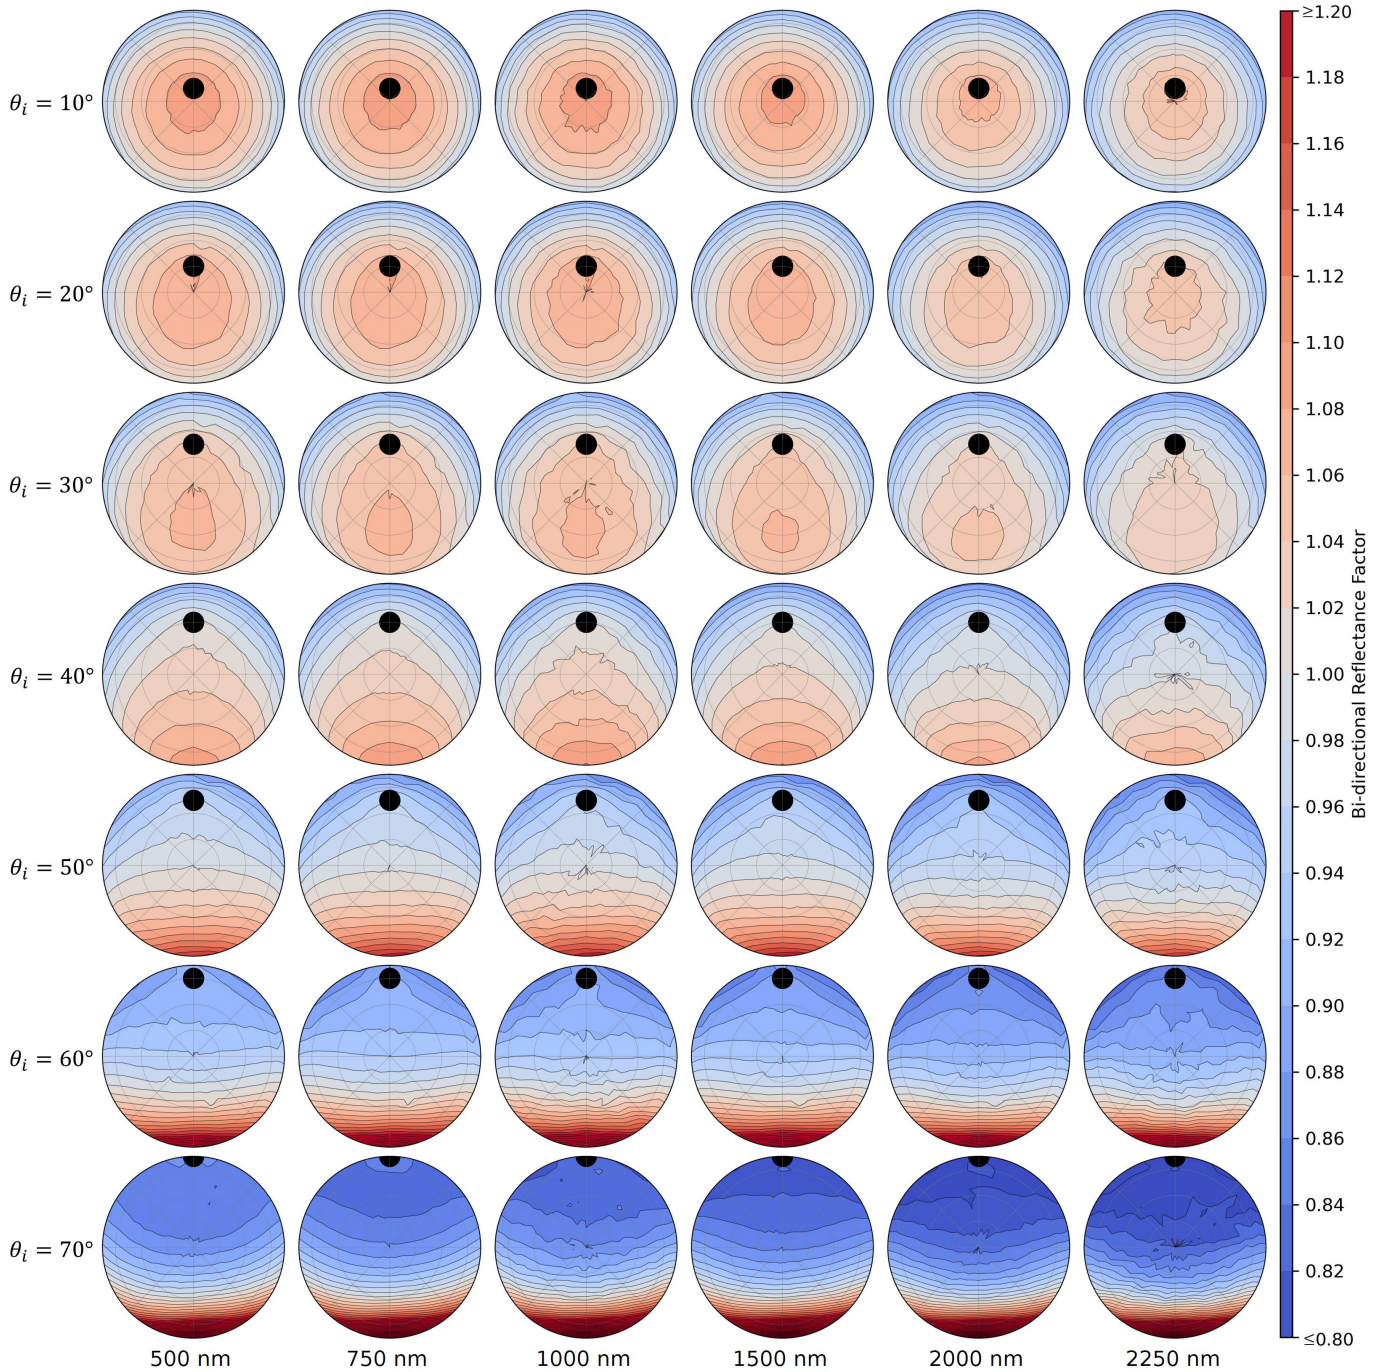 θi = 10°
θi = 20°
θi = 30°
θi = 40°
θi = 50°
θi = 60°
θi = 70°
500 nm
750 nm
1000 nm
1500 nm
2000 nm
2250 nm
≥1.20
1.18
1.16
1.14
1.12
1.10
1.08
1.06
1.04
1.02
1.00
0.98
0.96
0.94
0.92
0.90
0.88
0.86
0.84
0.82
≤0.80
Bi-directional Reflectance Factor